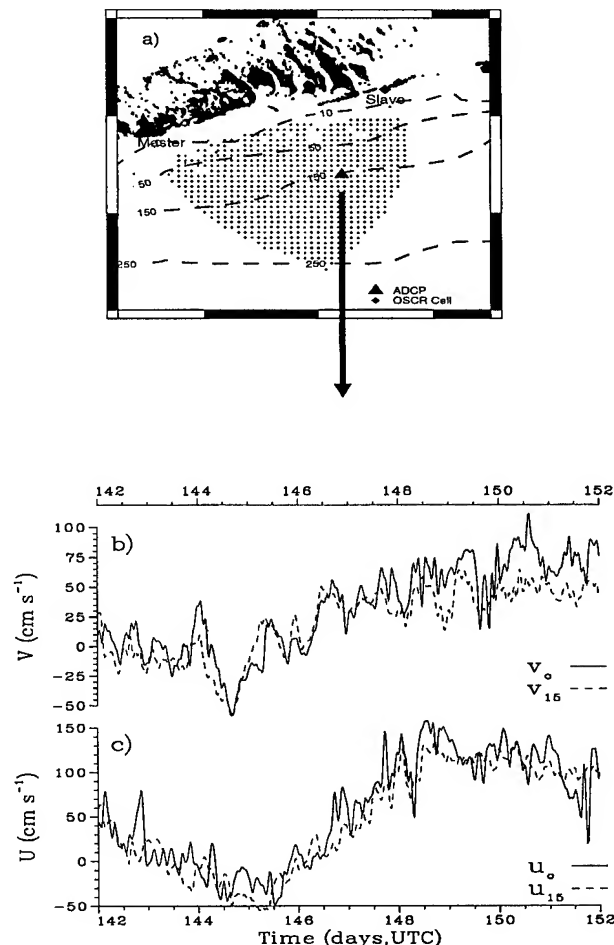 a)
Slave
10
Master
50
50
150
150
250
250
ADCP
OSCR Cell
142 144 146 148 150 152
b)
100
75
50
25
0
-25
-50
V (cm s⁻¹)
v₀
v₁₅
c)
150
100
50
0
-50
U (cm s⁻¹)
u₀
u₁₅
142 144 146 148 150 152
Time (days,UTC)